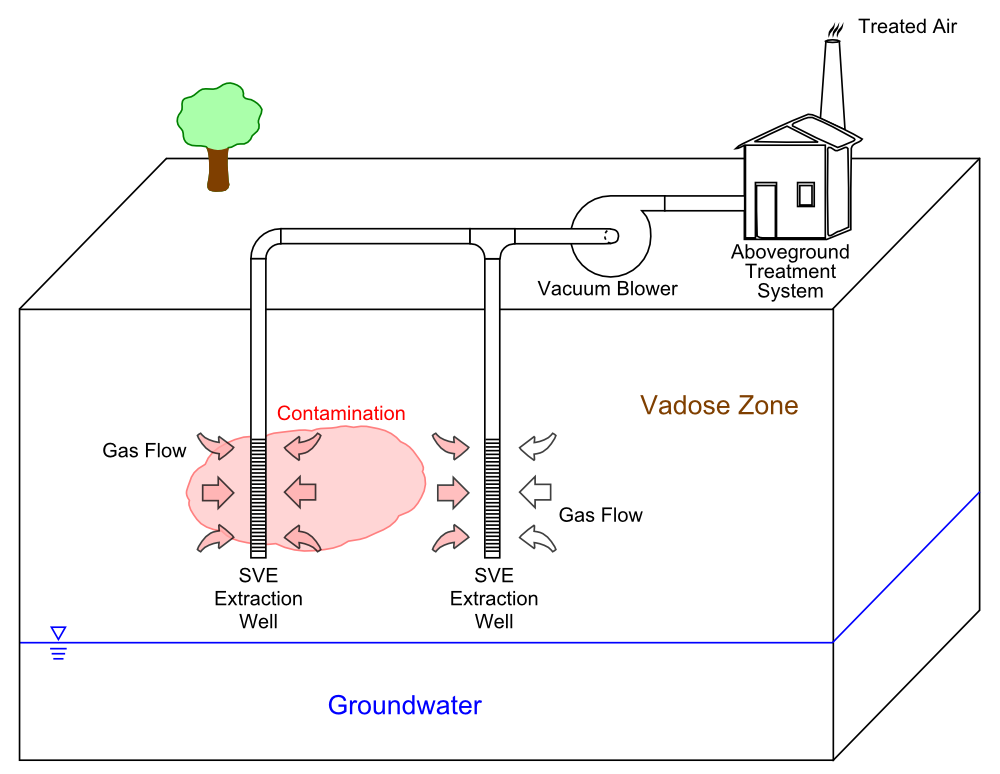 Treated Air
Aboveground
Treatment
System
Vacuum Blower
Vadose Zone
Contamination
Gas Flow
Gas Flow
SVE
Extraction
Well
SVE
Extraction
Well
Groundwater